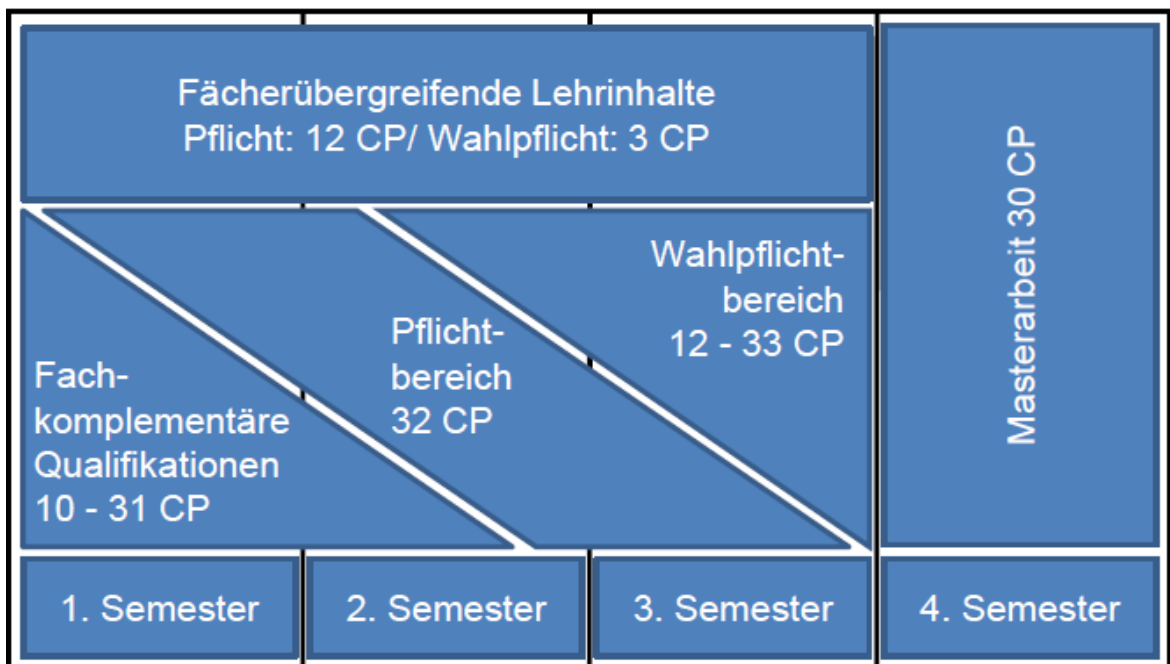 Fächerübergreifende Lehrinhalte
Pflicht: 12 CP/ Wahlpflicht: 3 CP
Masterarbeit 30 CP
Wahlpflicht-
bereich
12 - 33 CP
Pflicht-
bereich
32 CP
Fach-
komplementäre
Qualifikationen
10 - 31 CP
1. Semester
2. Semester
3. Semester
4. Semester